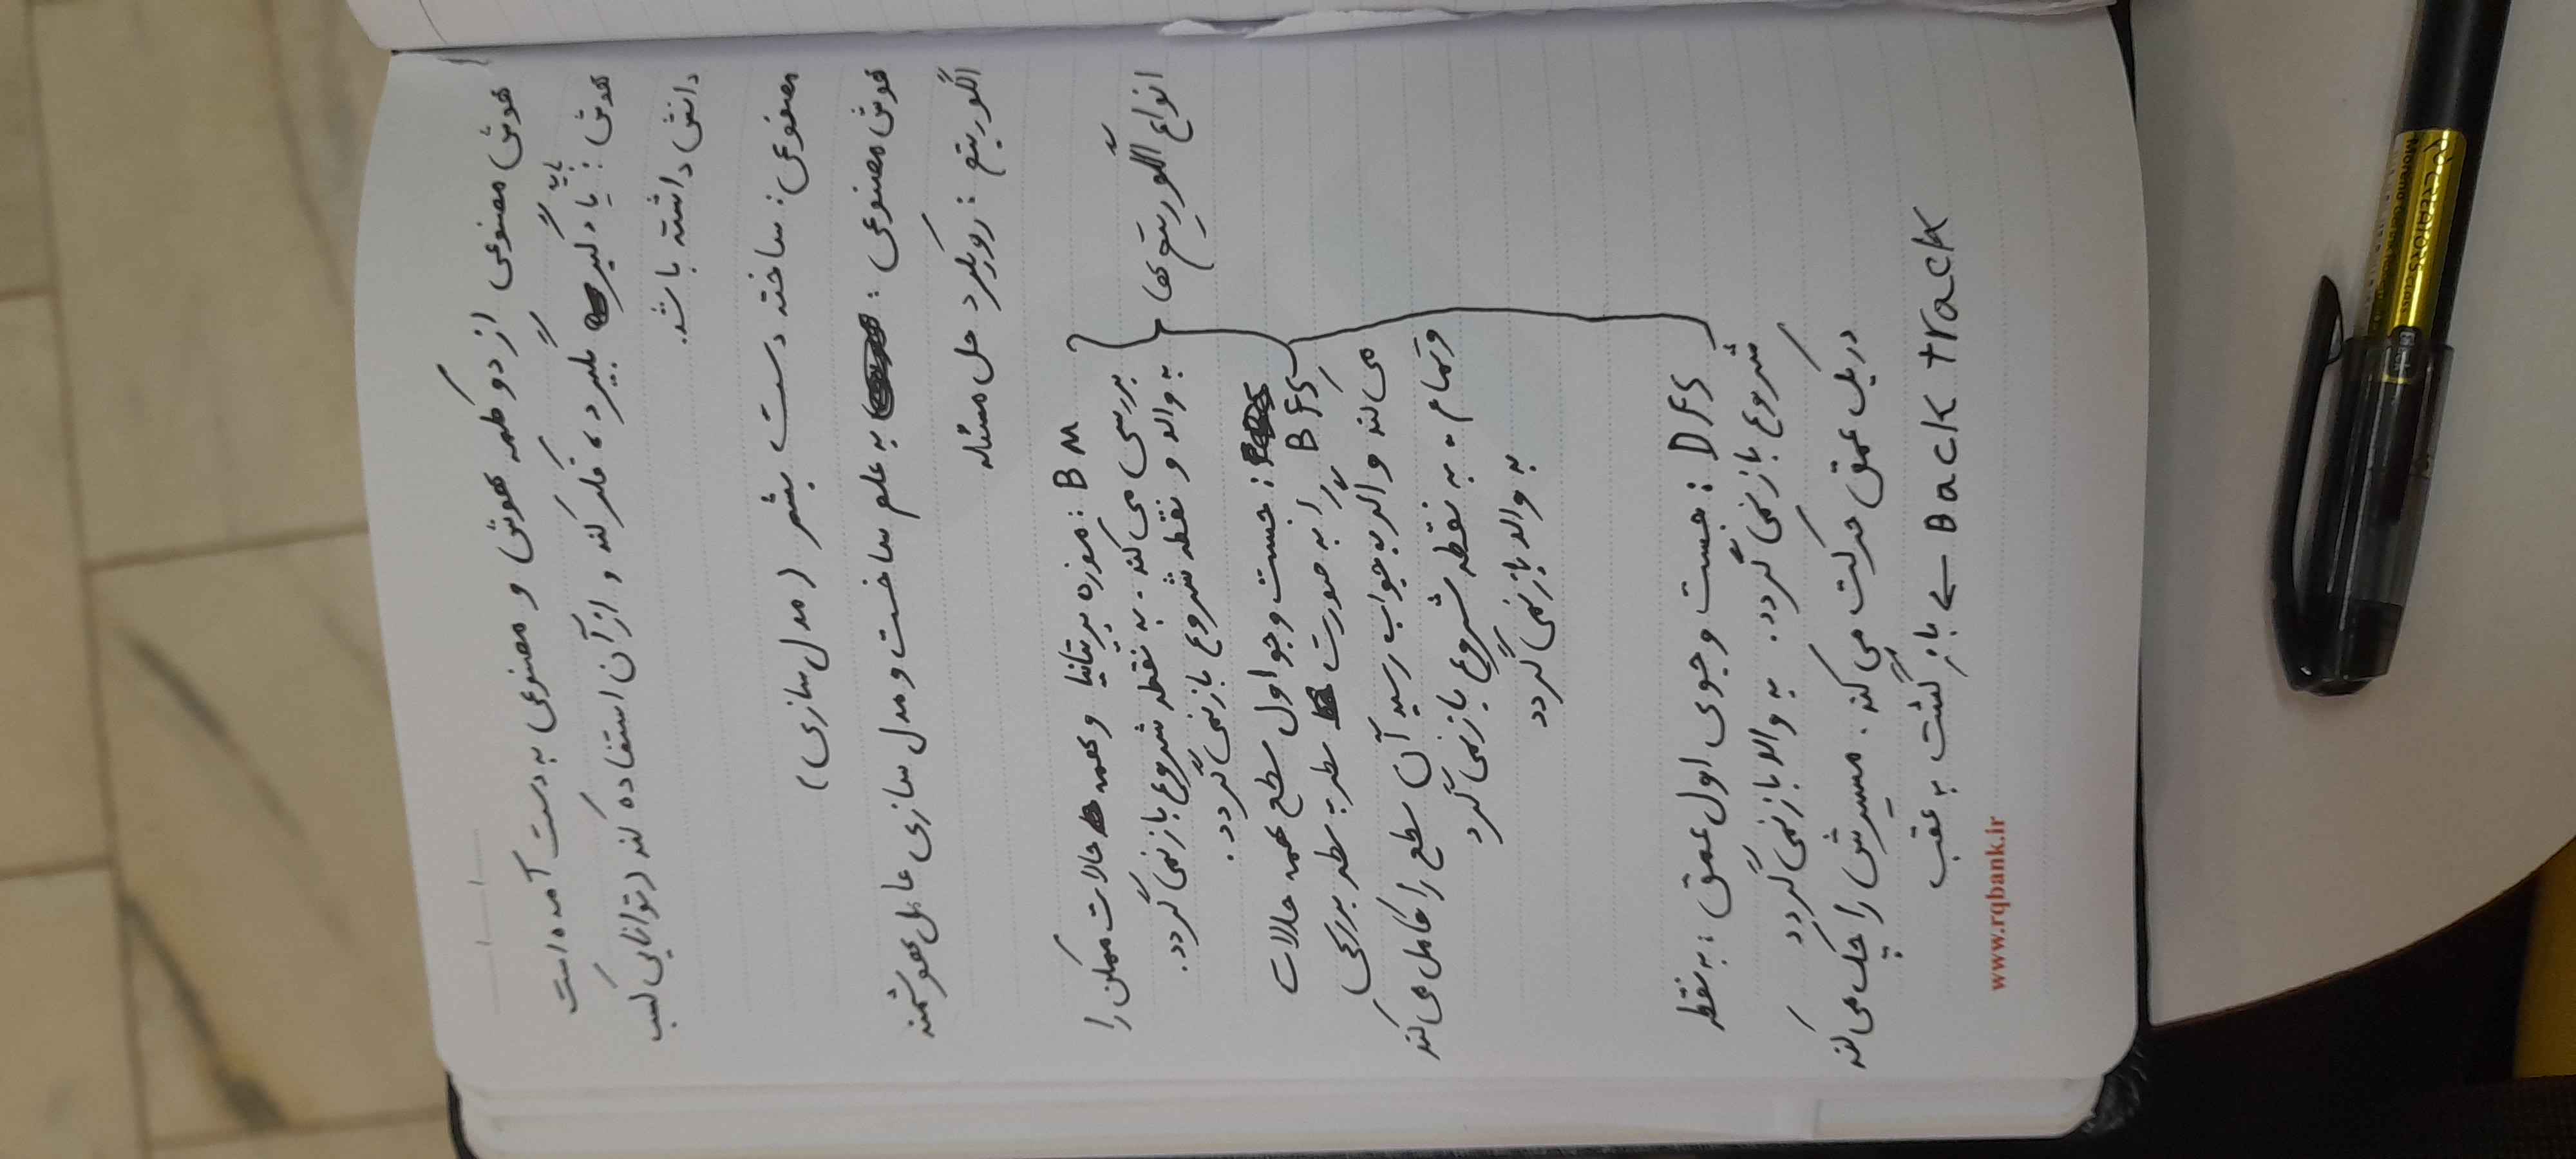 هوش مصنوعی از دو کلمه هوش و مصنوعی به دست آمده است
هوش : باید یاد بگیرد، فکر کند و از آن استفاده کند (توانایی کسب
دانش داشته باشد.
مصنوعی : ساخته دست بشر (مدل سازی)
هوش مصنوعی : به علم ساخت و مدل سازی عامل هوشمند
الگوریتم : رویکرد حل مسئله
انواع الگوریتم ها
BM : موزه بریتانیا و همه حالات ممکن را
بررسی می کند . به نقطه شروع باز نمی گردد.
به والد و نقطه شروع باز نمی گردد .
: جست و جو اول سطح همه حالات
BFS را به صورت سطر به سطر بررسی
می کند و اگر به جواب رسید آن سطح را کامل می کند
و تمام . به نقطه شروع باز نمی گرد
به والد باز نمی گردد
DFS : جست و جوی اول عمق : به نقطه
شروع باز نمی گردد. به والد باز نمی گردد
در یک عمق حرکت می کند . مسیرش را چک می کند
Back track ← باز گشت به عقب
www.rqbank.ir
CREATORS CLASS